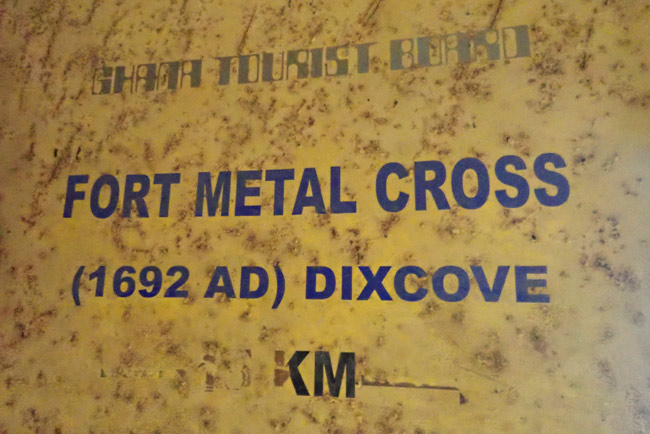 GHANA TOURIST BOARD
FORT METAL CROSS
(1692 AD) DIXCOVE
KM